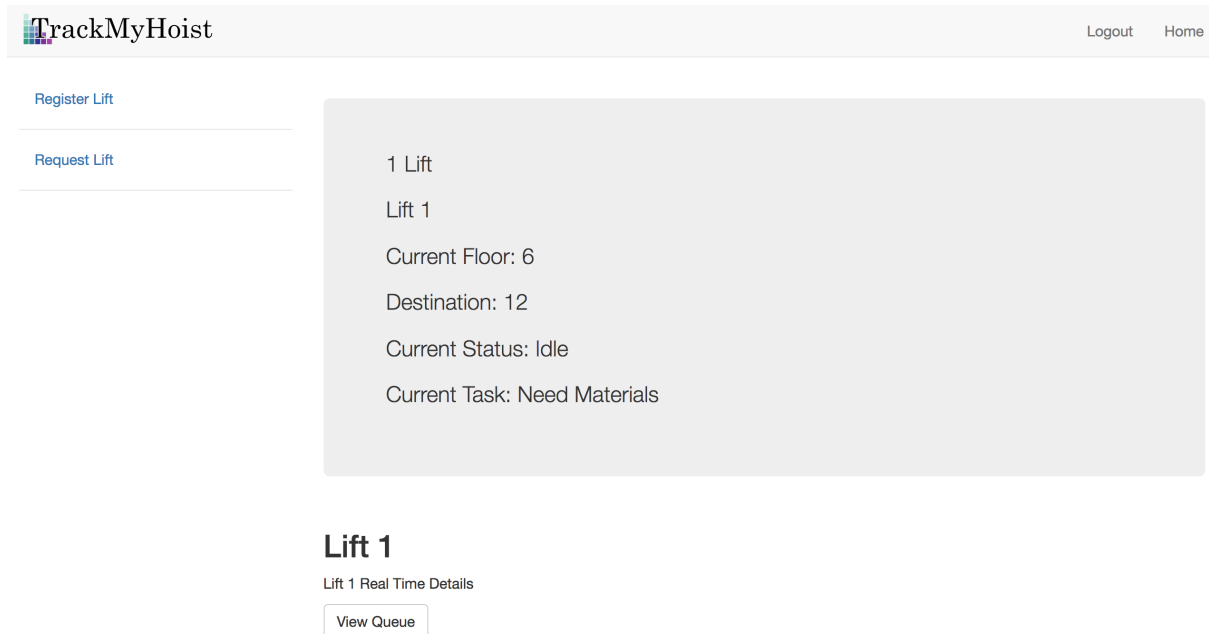 TrackMyHoist
Logout Home
Register Lift
Request Lift
1 Lift
Lift 1
Current Floor: 6
Destination: 12
Current Status: Idle
Current Task: Need Materials
Lift 1
Lift 1 Real Time Details
View Queue